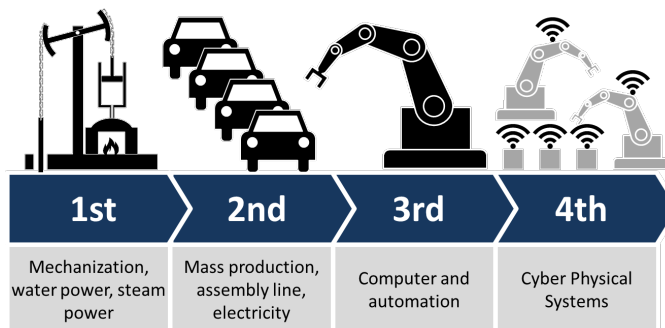 1st
2nd
3rd
4th
Mechanization,
water power, steam
power
Mass production,
assembly line,
electricity
Computer and
automation
Cyber Physical
Systems